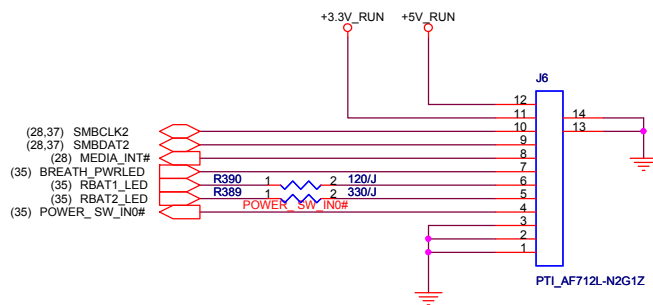 +3.3V_RUN +5V_RUN
J6
12
11 14
(28,37) SMBCLK2 10 13
(28,37) SMBDAT2 9
(28) MEDIA_INT# 8
(35) BREATH_PWRLED 7
(35) RBAT1_LED R390 1 2 120/J 6
(35) RBAT2_LED R389 1 2 330/J 5
POWER_ SW_IN0#
(35) POWER_ SW_IN0# 4
3
2
1
PTI_AF712L-N2G1Z